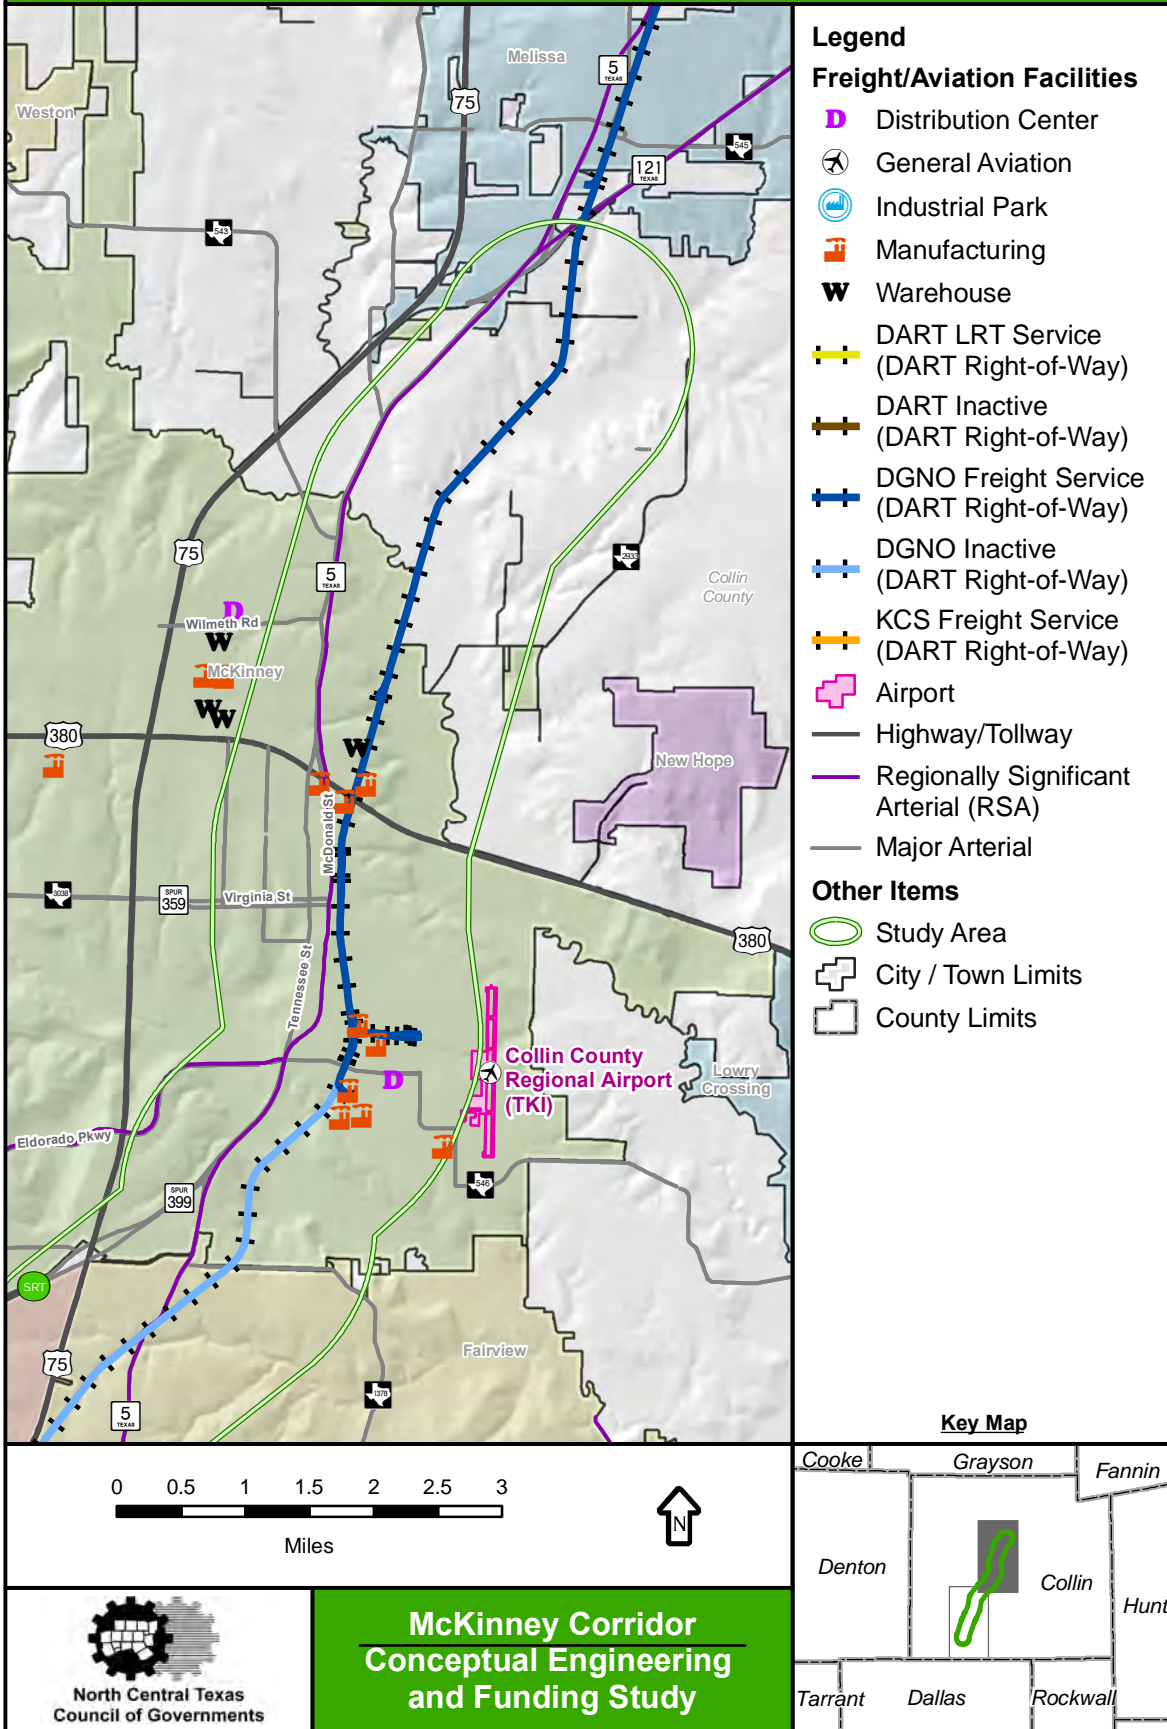 Weston
Melissa
75
5
TEXAS
121
TEXAS
545
543
75
5
TEXAS
2933
Collin
County
D
Wilmeth Rd
W
McKinney
W
W
380
W
New Hope
McDonald St
3038
SPUR
359
Virginia St
380
Tennessee St
Collin County
Regional Airport
(TKI)
D
Lowry
Crossing
Eldorado Pkwy
546
SPUR
399
SRT
Fairview
75
1378
5
TEXAS
Legend
Freight/Aviation Facilities
D Distribution Center
General Aviation
Industrial Park
Manufacturing
W Warehouse
DART LRT Service
(DART Right-of-Way)
DART Inactive
(DART Right-of-Way)
DGNO Freight Service
(DART Right-of-Way)
DGNO Inactive
(DART Right-of-Way)
KCS Freight Service
(DART Right-of-Way)
Airport
Highway/Tollway
Regionally Significant
Arterial (RSA)
Major Arterial
Other Items
Study Area
City / Town Limits
County Limits
Key Map
Cooke
Grayson
Fannin
Denton
Collin
Hunt
Tarrant
Dallas
Rockwall
0 0.5 1 1.5 2 2.5 3
Miles
N
North Central Texas
Council of Governments
McKinney Corridor
Conceptual Engineering
and Funding Study